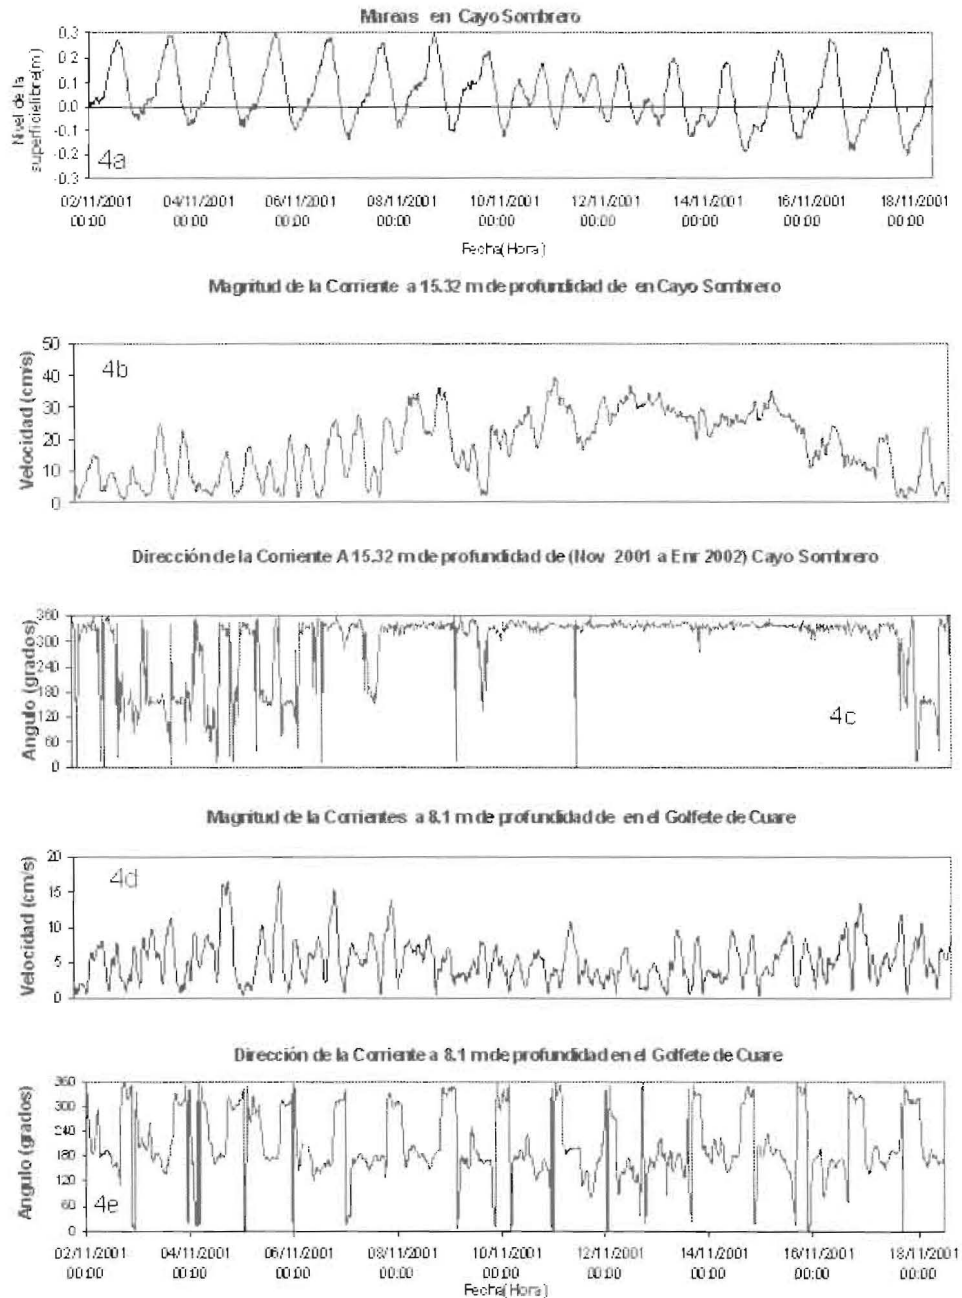 Mareas en Cayo Sombrero
Nivel de la
superficielibre(m)
0.3
0.2
0.1
0.0
-0.1
-0.2
-0.3
4a
02/11/2001 04/11/2001 06/11/2001 08/11/2001 10/11/2001 12/11/2001 14/11/2001 16/11/2001 18/11/2001
00:00 00:00 00:00 00:00 00:00 00:00 00:00 00:00 00:00
Fecha(Hora)
Magnitud de la Corriente a 15.32 m de profundidad de en Cayo Sombrero
Velocidad (cm/s)
50
40
30
20
10
0
4b
Dirección de la Corriente A 15.32 m de profundidad de (Nov 2001 a Enr 2002) Cayo Sombrero
Angulo (grados)
360
300
240
180
120
60
0
4c
Magnitud de la Corrientes a 8.1 m de profundidad de en el Golfete de Cuare
Velocidad (cm/s)
20
15
10
5
0
4d
Dirección de la Corriente a 8.1 m de profundidad en el Golfete de Cuare
Angulo (grados)
360
300
240
180
120
60
0
4e
02/11/2001 04/11/2001 06/11/2001 08/11/2001 10/11/2001 12/11/2001 14/11/2001 16/11/2001 18/11/2001
00:00 00:00 00:00 00:00 00:00 00:00 00:00 00:00 00:00
Fecha(Hora)